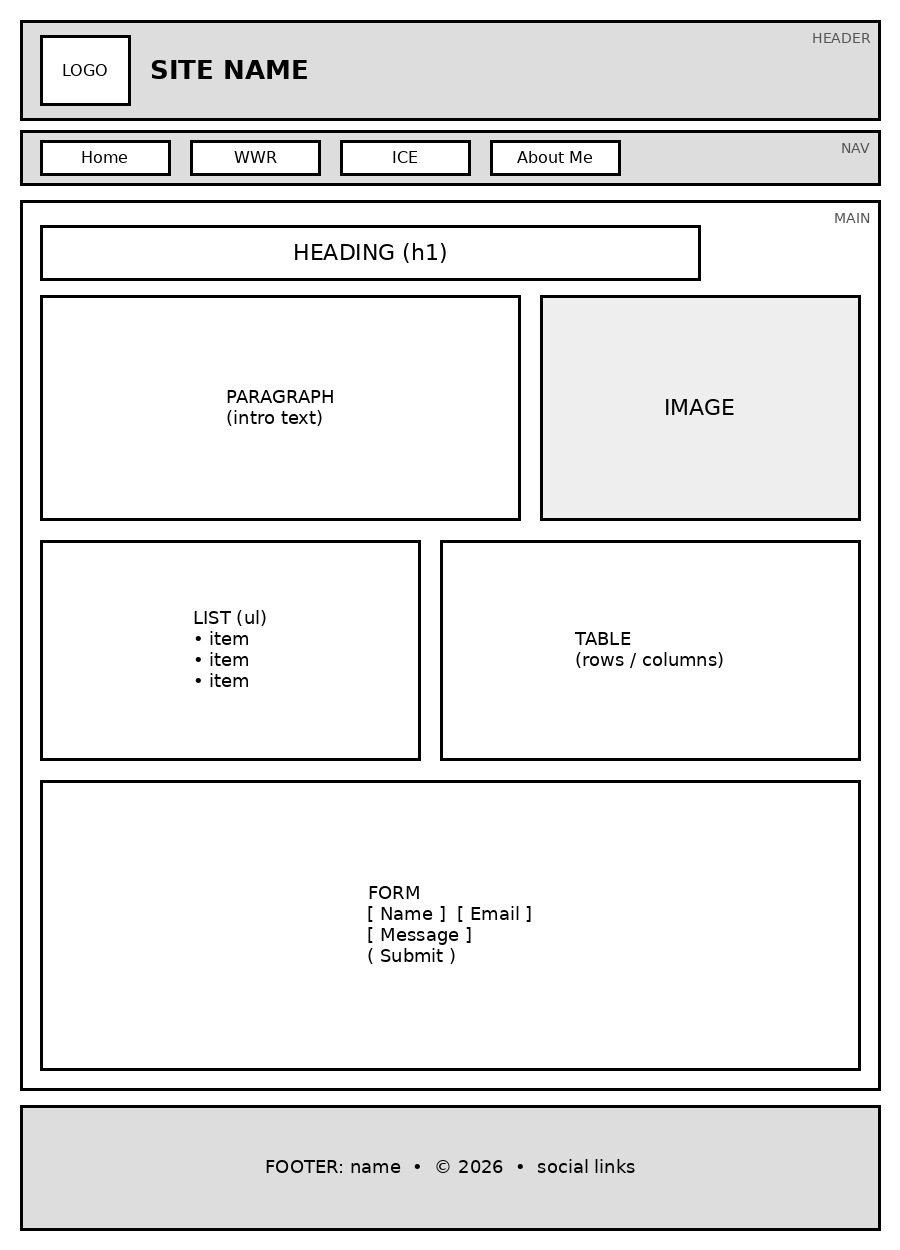 HEADER
LOGO
SITE NAME
NAV
Home
WWR
ICE
About Me
MAIN
HEADING (h1)
PARAGRAPH
(intro text)
IMAGE
LIST (ul)
• item
• item
• item
TABLE
(rows / columns)
FORM
[ Name ]  [ Email ]
[ Message ]
( Submit )
FOOTER: name  •  © 2026  •  social links